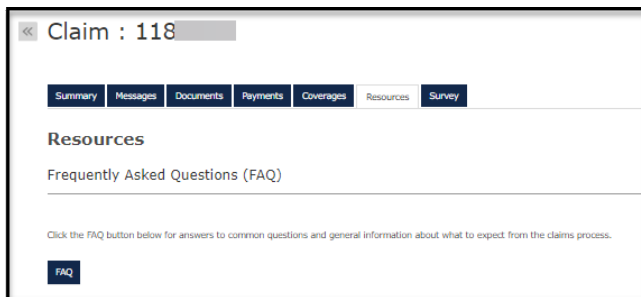 « Claim : 118
Summary Messages Documents Payments Coverages Resources Survey
Resources
Frequently Asked Questions (FAQ)
Click the FAQ button below for answers to common questions and general information about what to expect from the claims process.
FAQ